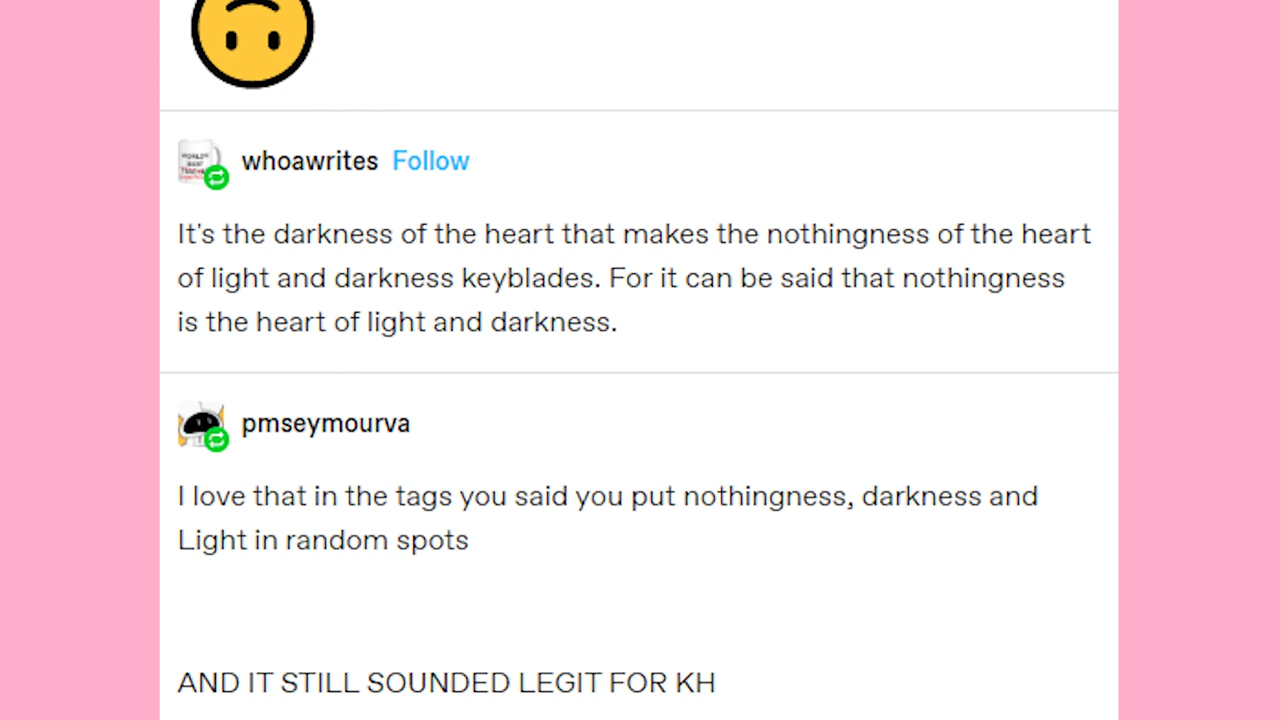 whoawrites Follow
It's the darkness of the heart that makes the nothingness of the heart
of light and darkness keyblades. For it can be said that nothingness
is the heart of light and darkness.
pmseymourva
I love that in the tags you said you put nothingness, darkness and
Light in random spots
AND IT STILL SOUNDED LEGIT FOR KH